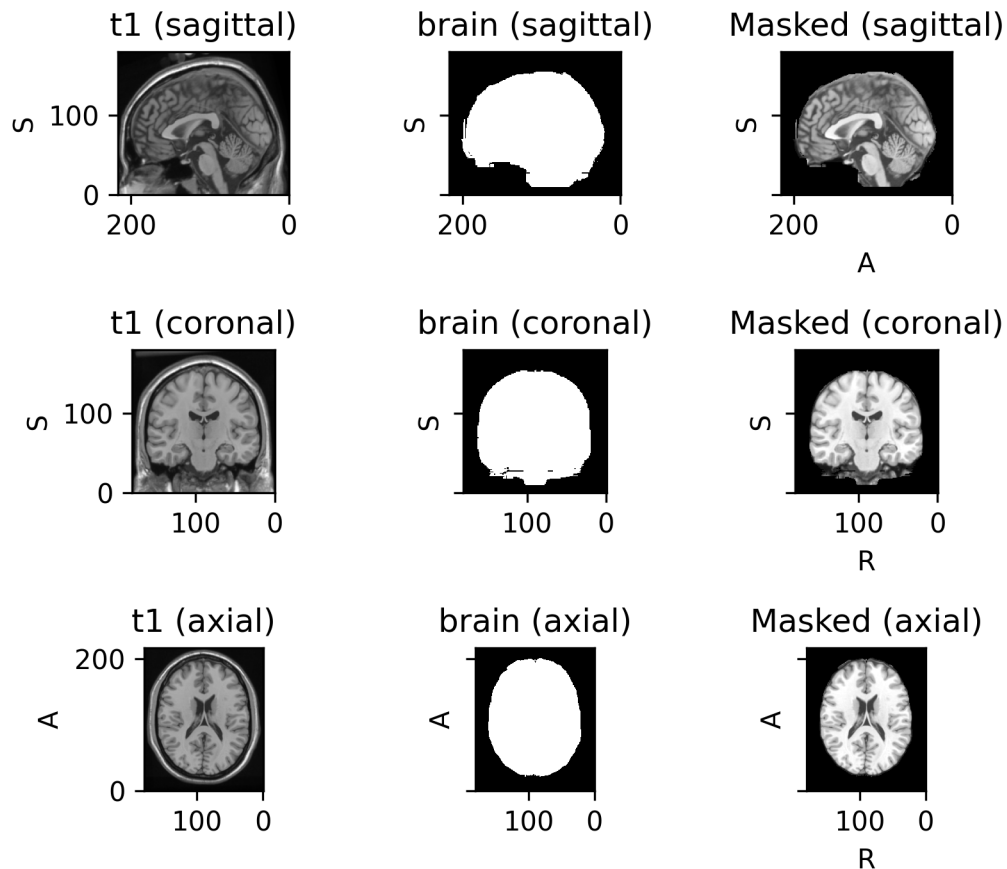 t1 (sagittal) brain (sagittal) Masked (sagittal)
S 100 S S
0
200 0 200 0 200 0
A
t1 (coronal) brain (coronal) Masked (coronal)
S 100 S S
0
100 0 100 0 100 0
R
t1 (axial) brain (axial) Masked (axial)
200
A A A
0
100 0 100 0 100 0
R